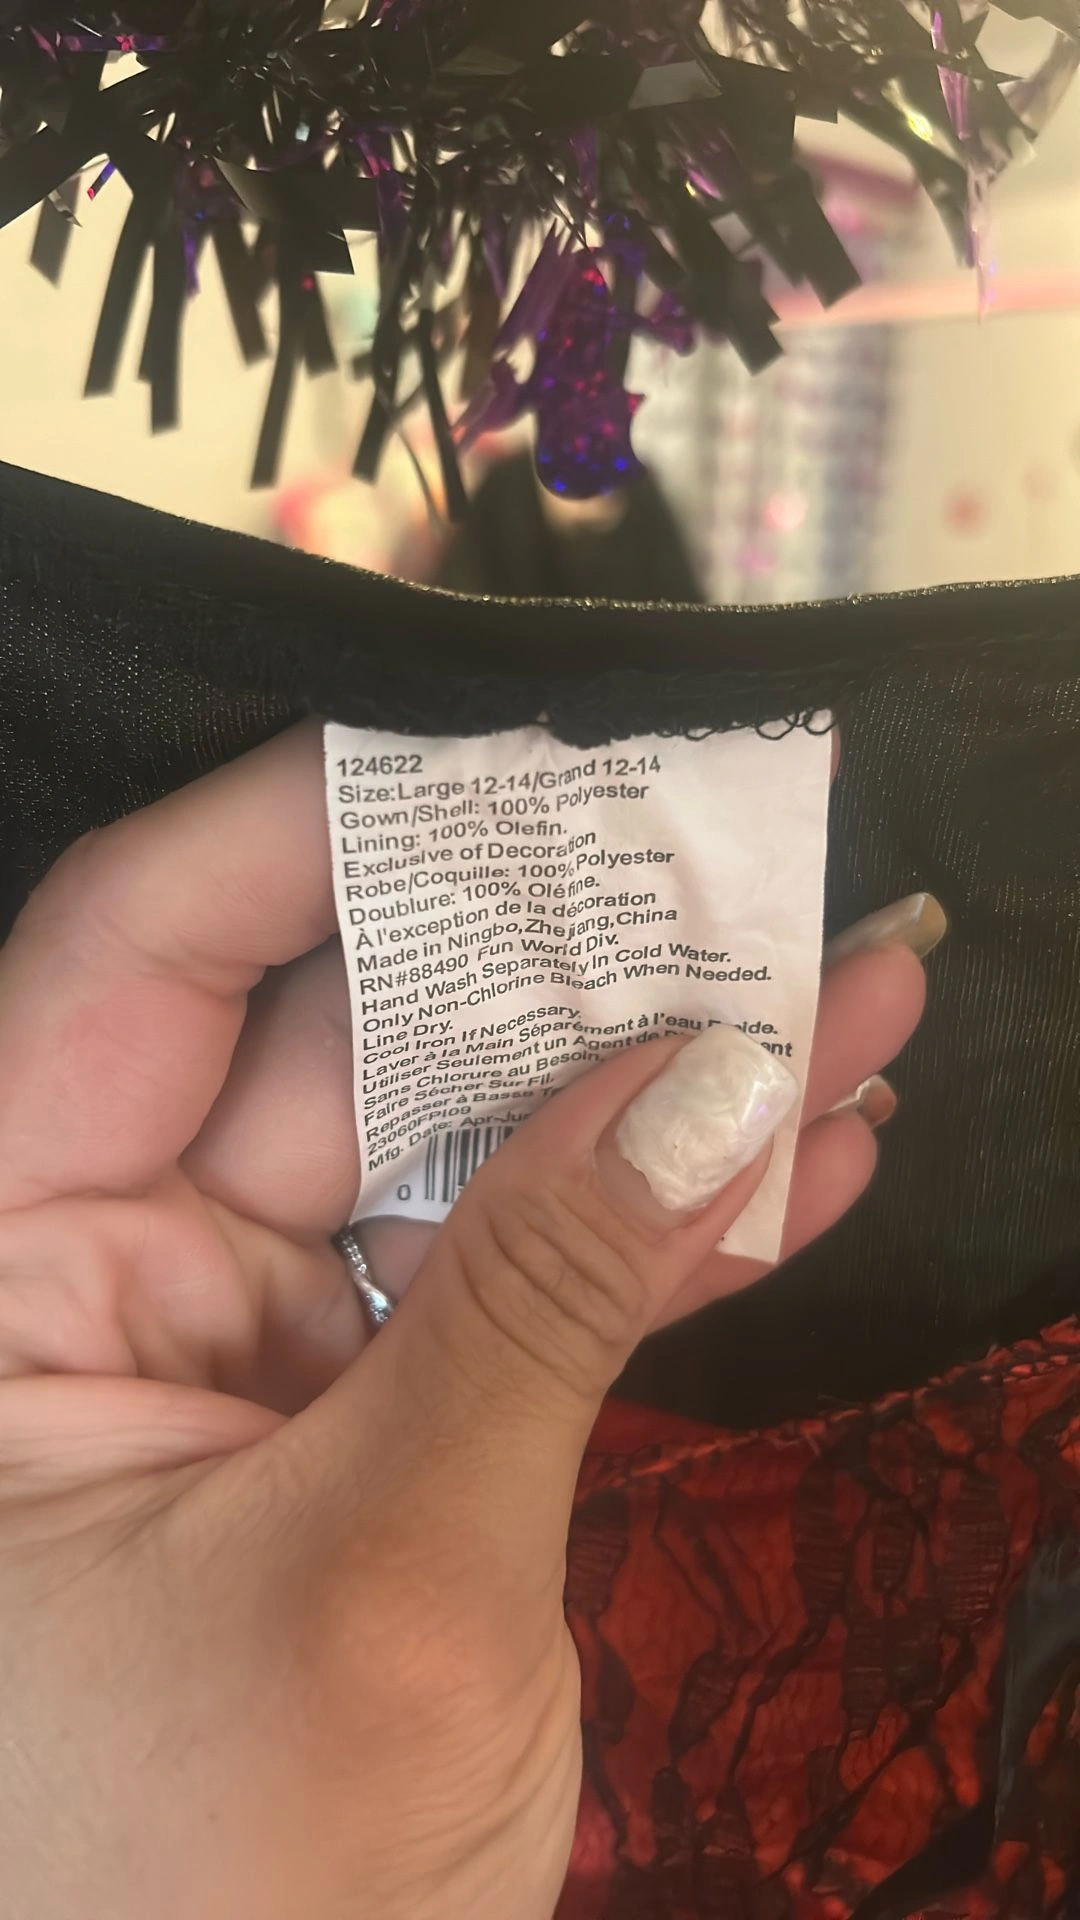 124622
Size:Large 12-14/Grand 12-14
Gown/Shell: 100% Polyester
Lining: 100% Olefin.
Exclusive of Decoration
Robe/Coquille: 100%Polyester
Doublure: 100% Oléfine.
À l'exception de la décoration
Made in Ningbo,Zhejiang,China
RN#88490 Fun World Div.
Hand Wash Separately In Cold Water.
Only Non-Chlorine Bleach When Needed.
Line Dry.
Cool Iron If Necessary.
Laver à la Main Séparément à l'eau
Utiliser Seulement un Agent de
Sans Chlorure au Besoin.
Faire Sécher Sur Fil.
Repasser à Basse
23060FPI09
Mfg. Date: Apr-Jun
0